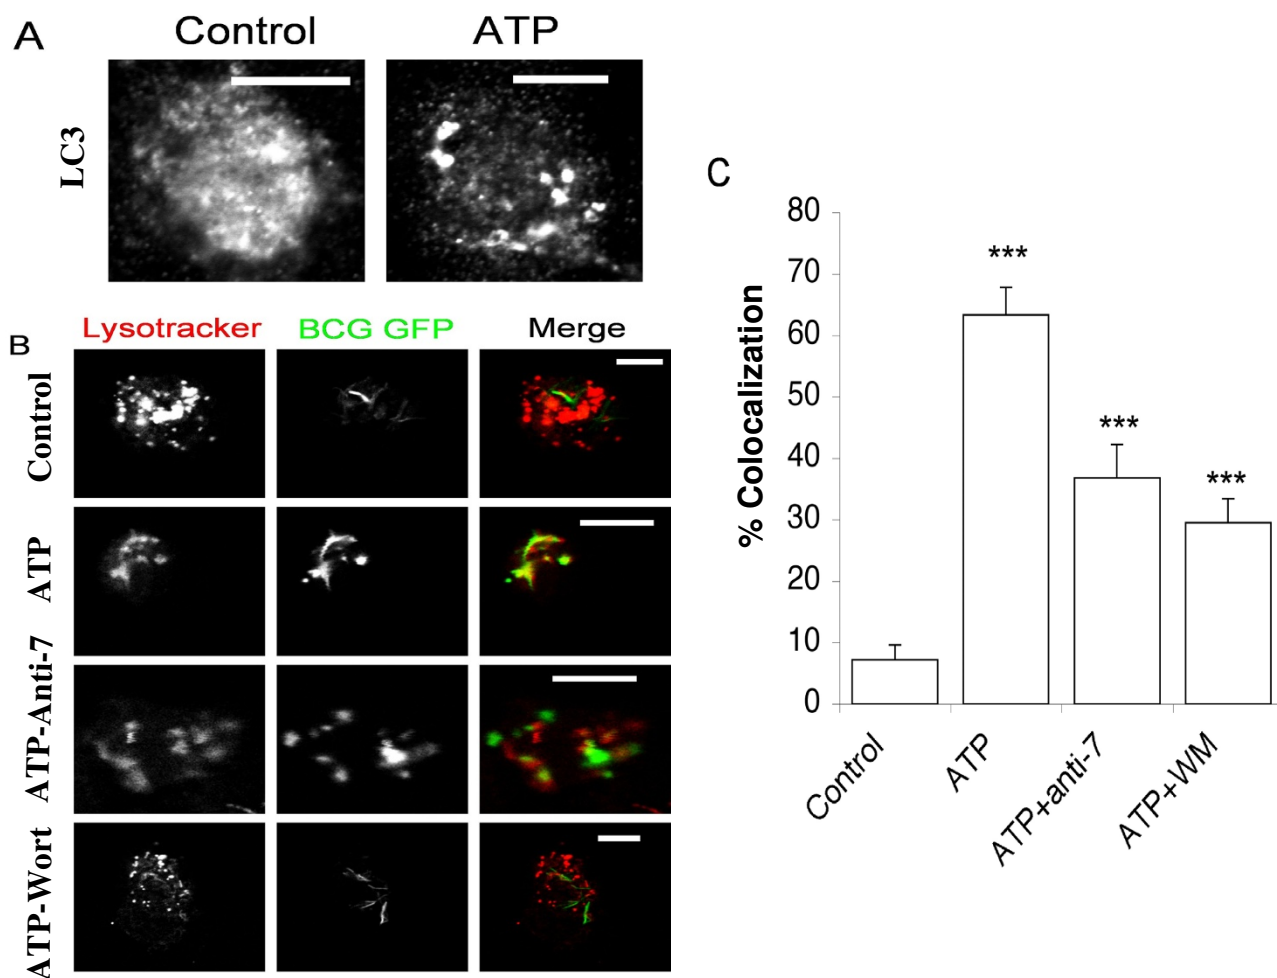 A
Control ATP
LC3
B
Lysotracker BCG GFP Merge
Control
ATP
ATP-Anti-7
ATP-Wort
C
% Colocalization
80
70
60
50
40
30
20
10
0
***
***
***
Control
ATP
ATP+anti-7
ATP+WM